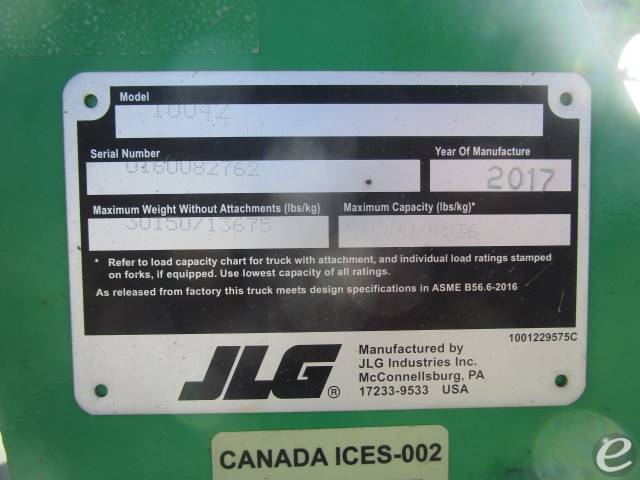 Model
10042
Serial Number
0160082762
Year Of Manufacture
2017
Maximum Weight Without Attachments (lbs/kg)
30150/13675
Maximum Capacity (lbs/kg)*
10000/4536
* Refer to load capacity chart for truck with attachment, and individual load ratings stamped
on forks, if equipped. Use lowest capacity of all ratings.
As released from factory this truck meets design specifications in ASME B56.6-2016
1001229575C
JLG®
Manufactured by
JLG Industries Inc.
McConnellsburg, PA
17233-9533 USA
CANADA ICES-002
e